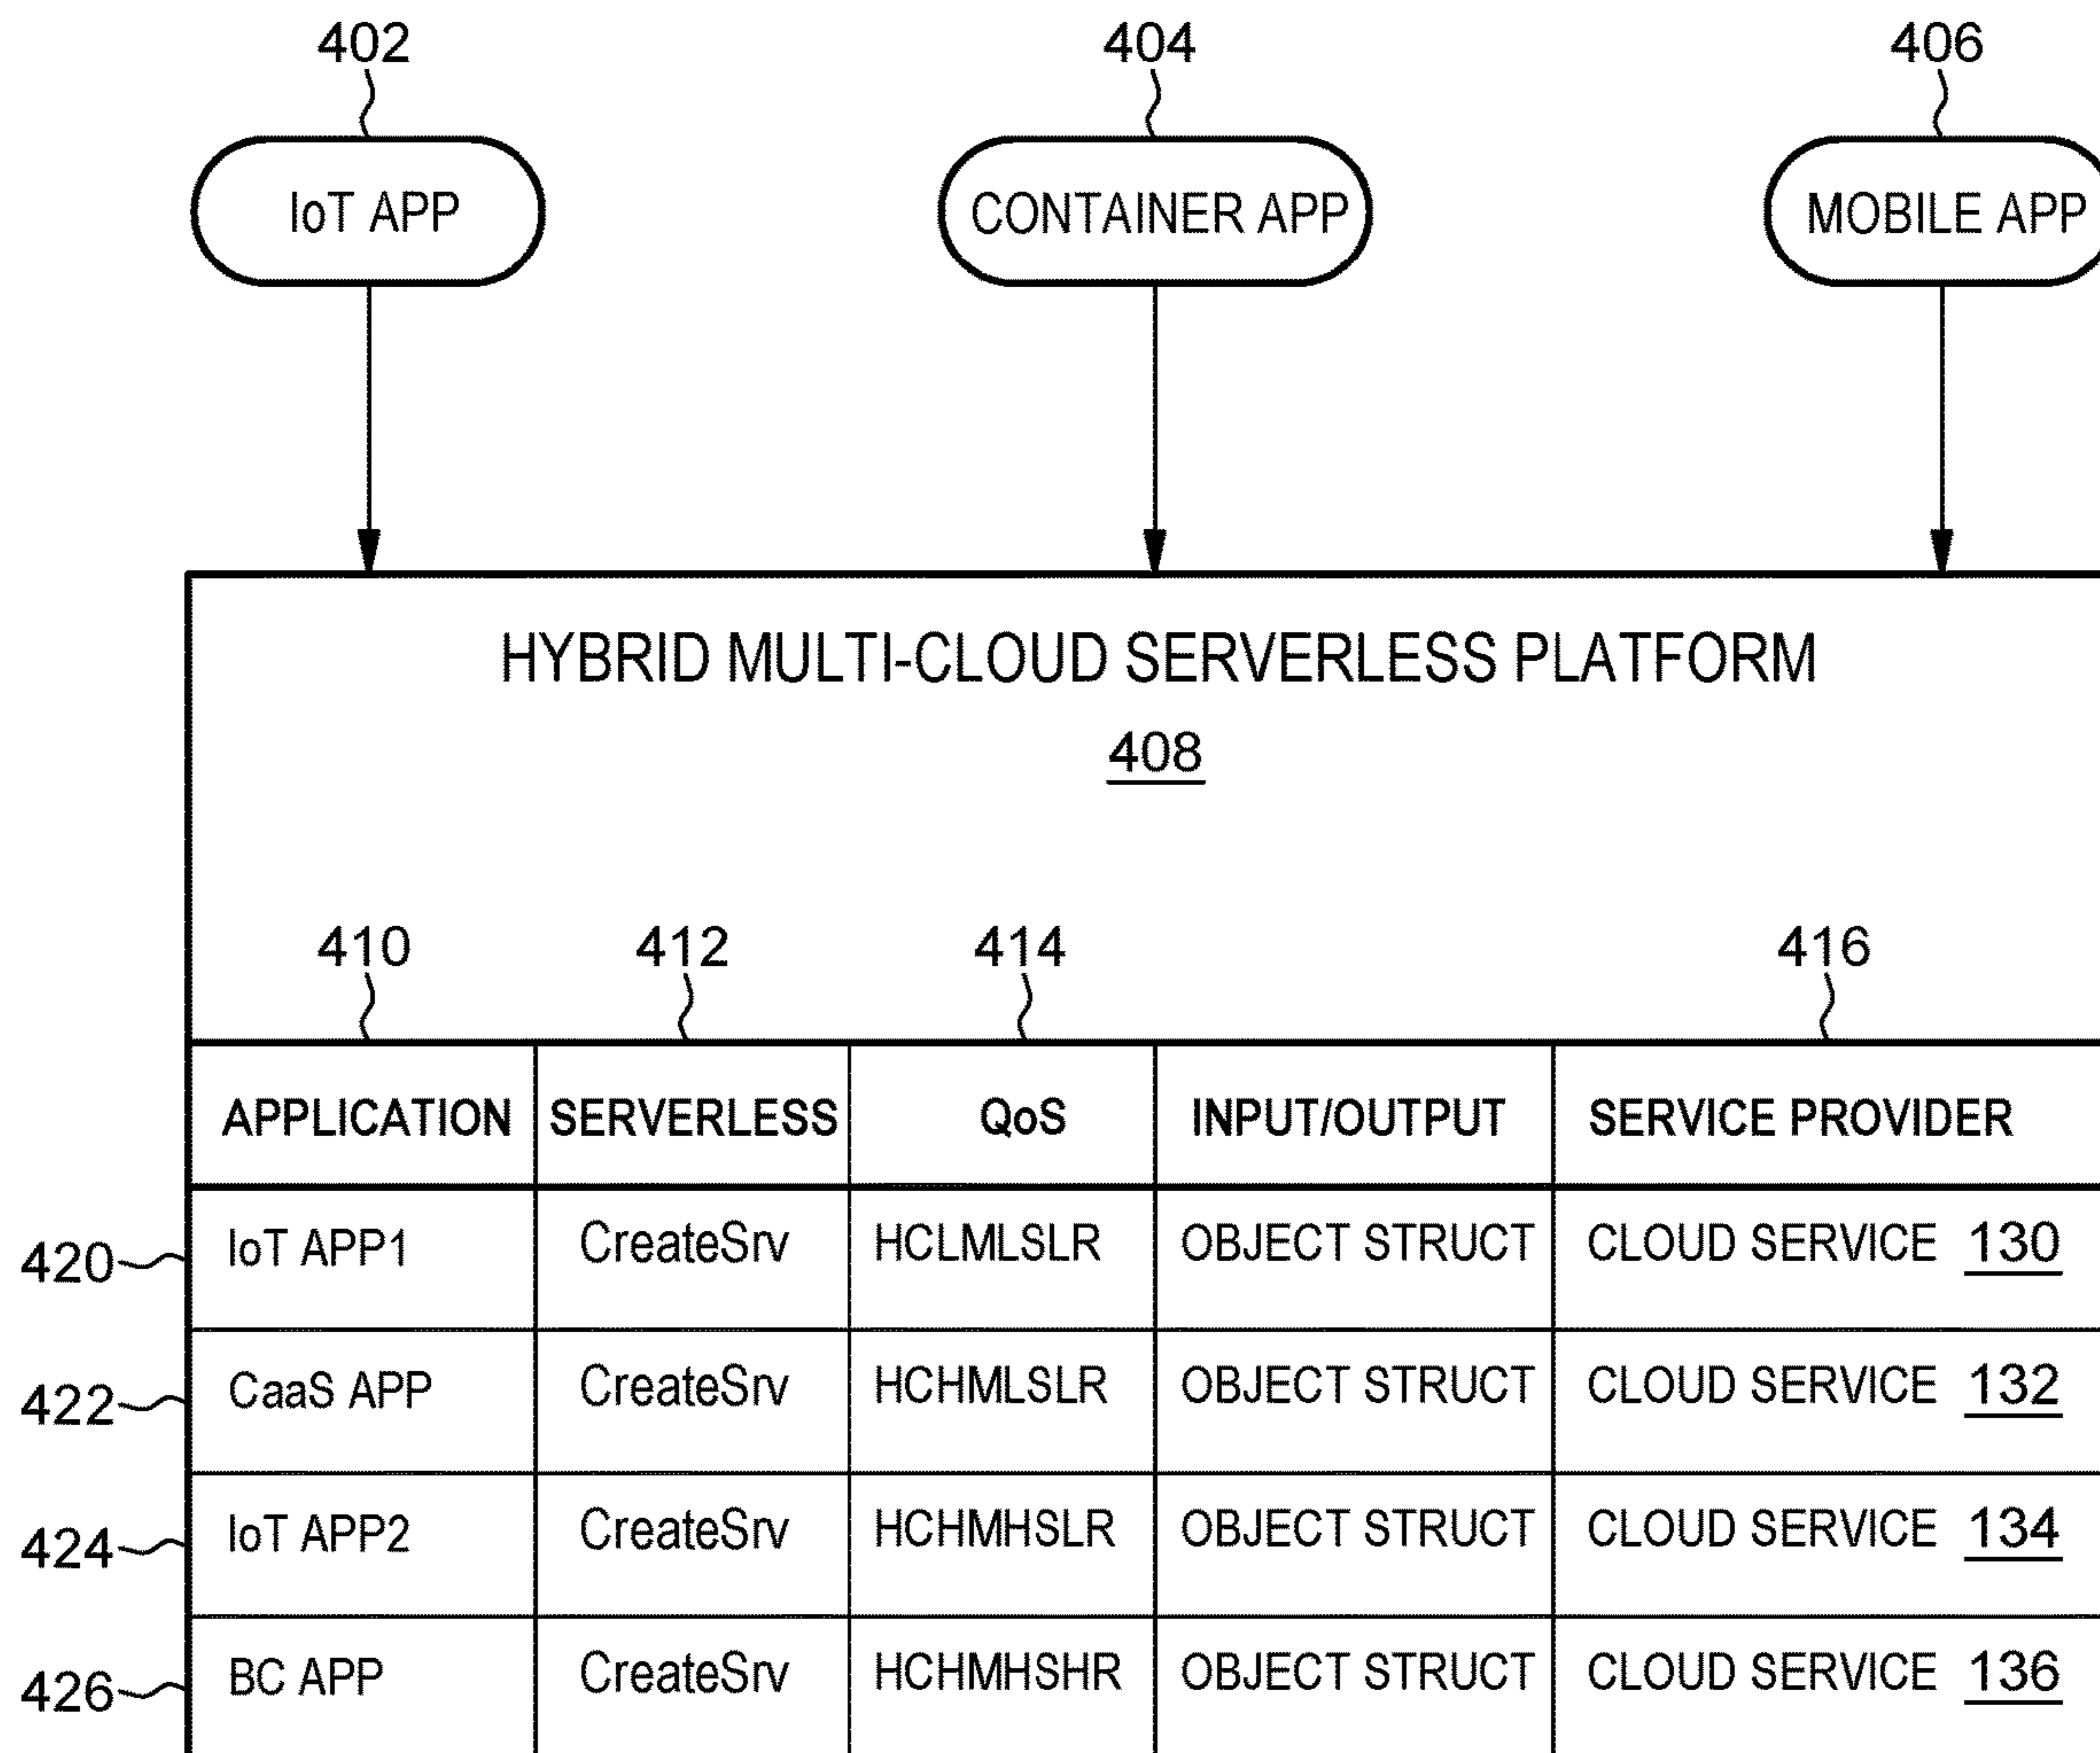 402 404 406
IoT APP CONTAINER APP MOBILE APP
HYBRID MULTI-CLOUD SERVERLESS PLATFORM
408
410 412 414 416
APPLICATION SERVERLESS QoS INPUT/OUTPUT SERVICE PROVIDER
420 IoT APP1 CreateSrv HCLMLSLR OBJECT STRUCT CLOUD SERVICE 130
422 CaaS APP CreateSrv HCHMLSLR OBJECT STRUCT CLOUD SERVICE 132
424 IoT APP2 CreateSrv HCHMHSLR OBJECT STRUCT CLOUD SERVICE 134
426 BC APP CreateSrv HCHMHSHR OBJECT STRUCT CLOUD SERVICE 136